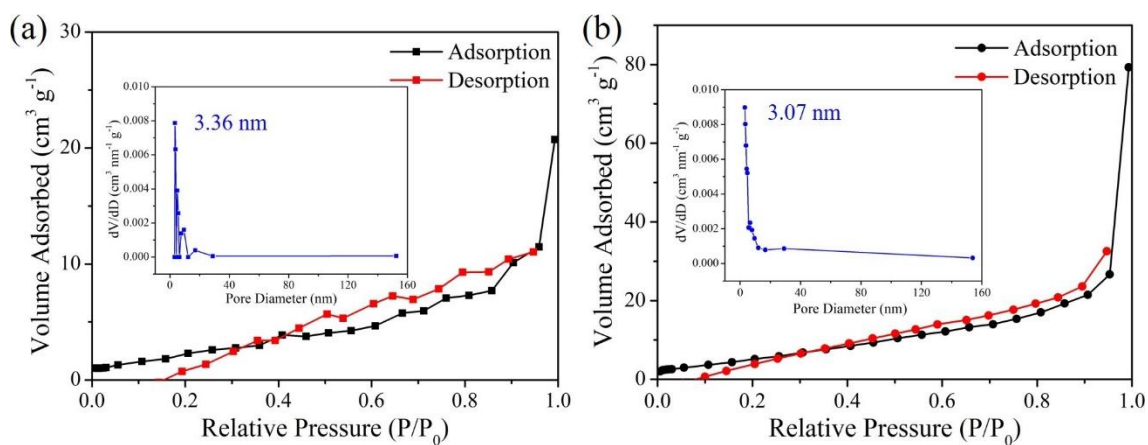 (a)
30
20
10
0
Volume Adsorbed (cm³ g⁻¹)
0.0 0.2 0.4 0.6 0.8 1.0
Relative Pressure (P/P₀)
Adsorption
Desorption
3.36 nm
0.010
0.008
0.006
0.004
0.002
0.000
dV/dD (cm³ nm⁻¹ g⁻¹)
0 40 80 120 160
Pore Diameter (nm)
(b)
80
60
40
20
0
Volume Adsorbed (cm³ g⁻¹)
0.0 0.2 0.4 0.6 0.8 1.0
Relative Pressure (P/P₀)
Adsorption
Desorption
3.07 nm
0.010
0.008
0.006
0.004
0.002
0.000
dV/dD (cm³ nm⁻¹ g⁻¹)
0 40 80 120 160
Pore Diameter (nm)